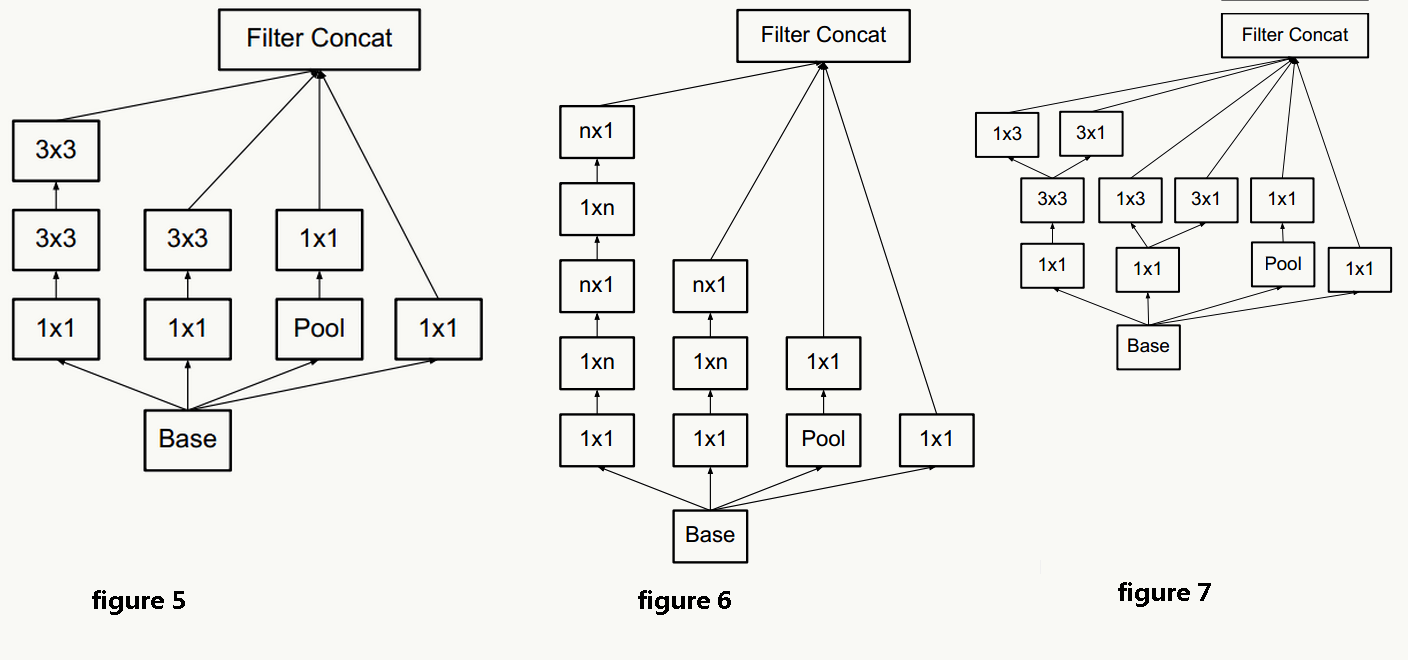 Filter Concat
3x3
3x3
3x3
1x1
1x1
1x1
Pool
1x1
Base
figure 5
Filter Concat
nx1
1xn
nx1
nx1
1xn
1xn
1x1
1x1
1x1
Pool
1x1
Base
figure 6
Filter Concat
1x3
3x1
3x3
1x3
3x1
1x1
1x1
1x1
Pool
1x1
Base
figure 7